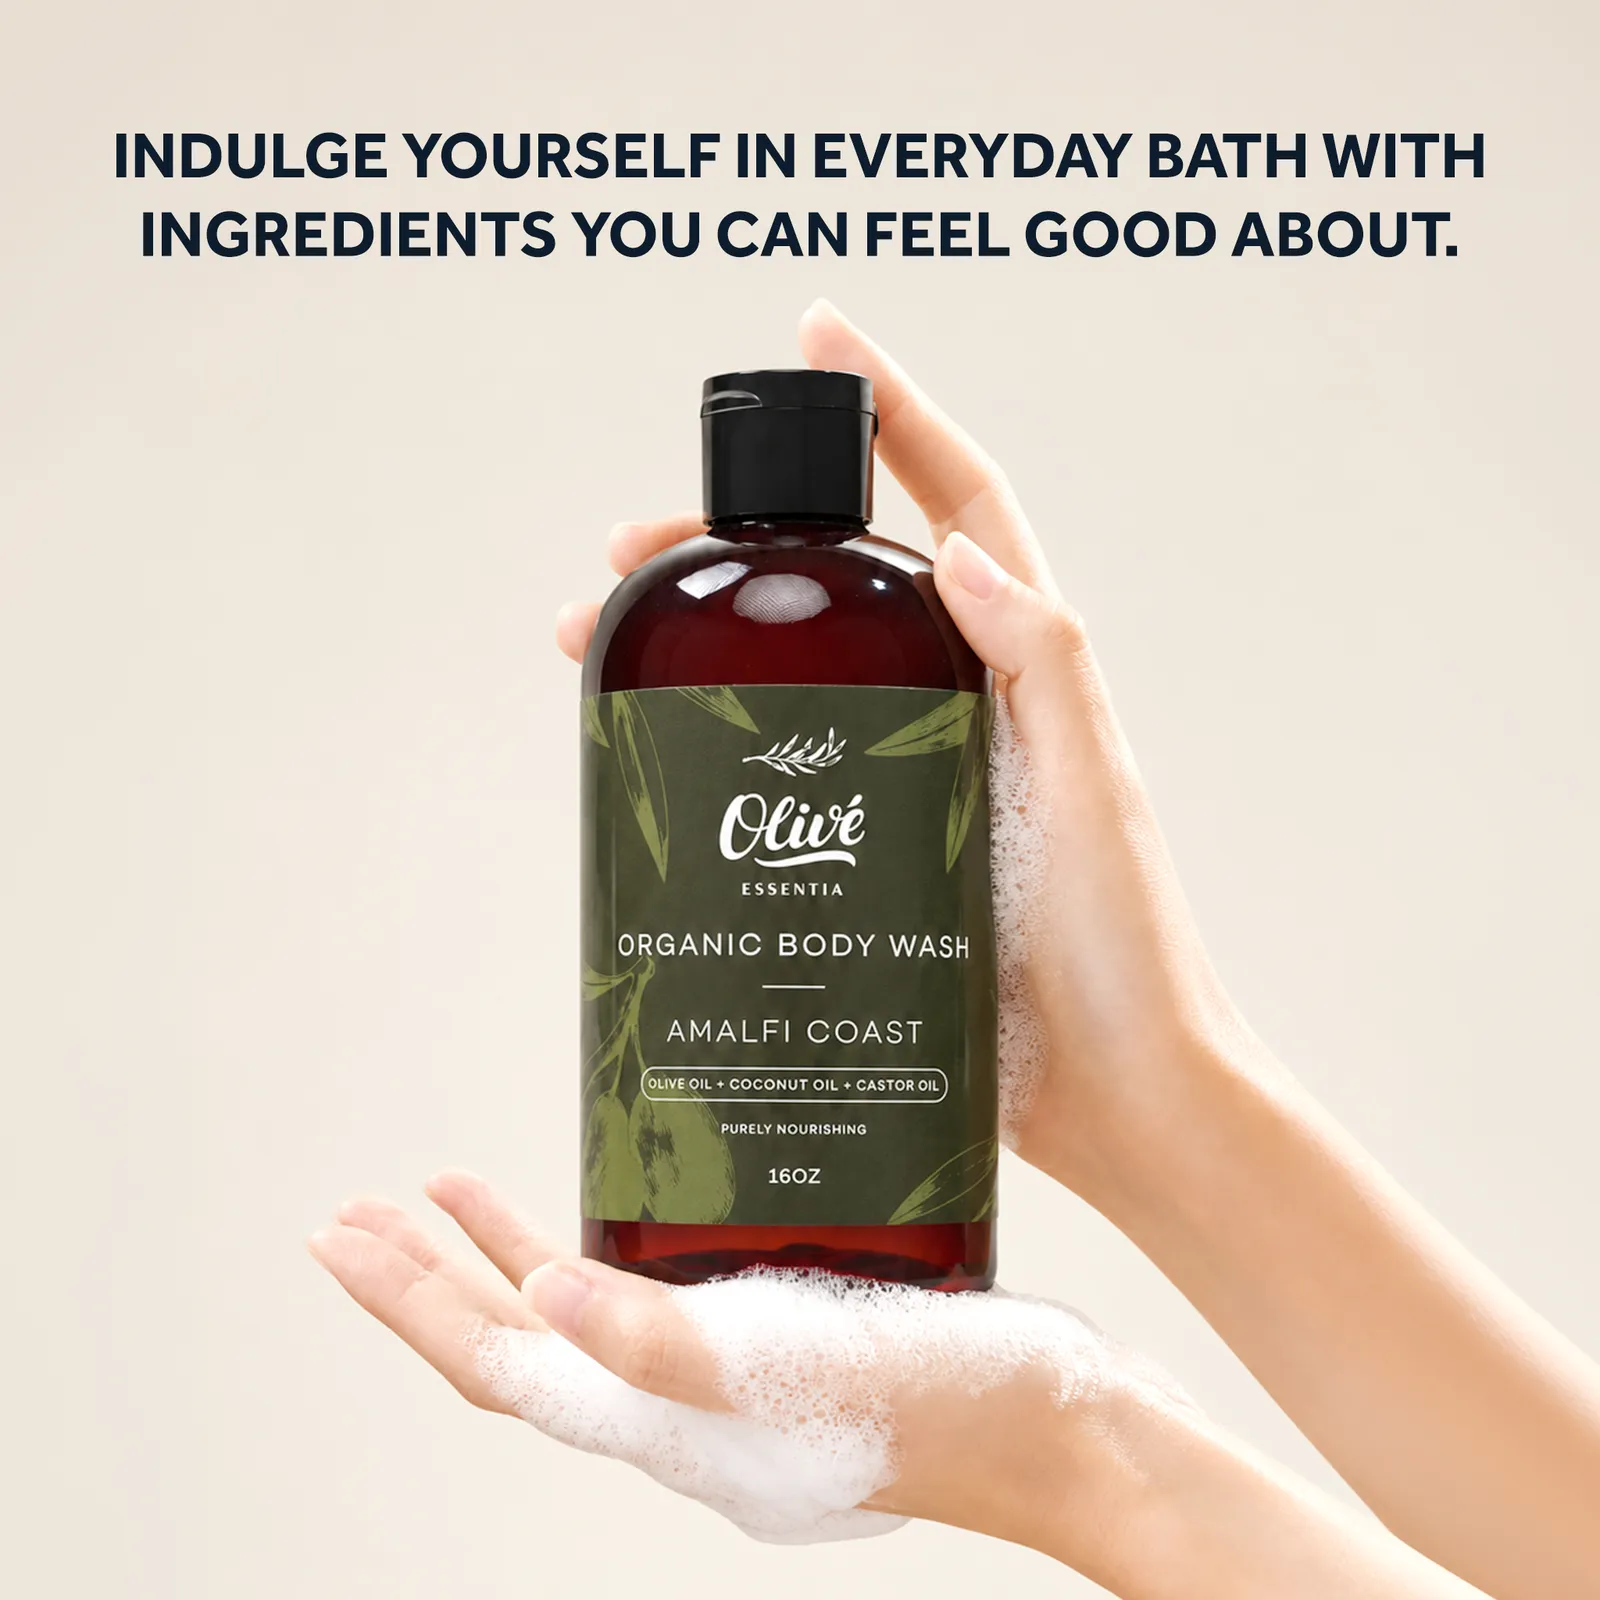 INDULGE YOURSELF IN EVERYDAY BATH WITH
INGREDIENTS YOU CAN FEEL GOOD ABOUT.
Olivé
ESSENTIA
ORGANIC BODY WASH
AMALFI COAST
OLIVE OIL + COCONUT OIL + CASTOR OIL
PURELY NOURISHING
16OZ